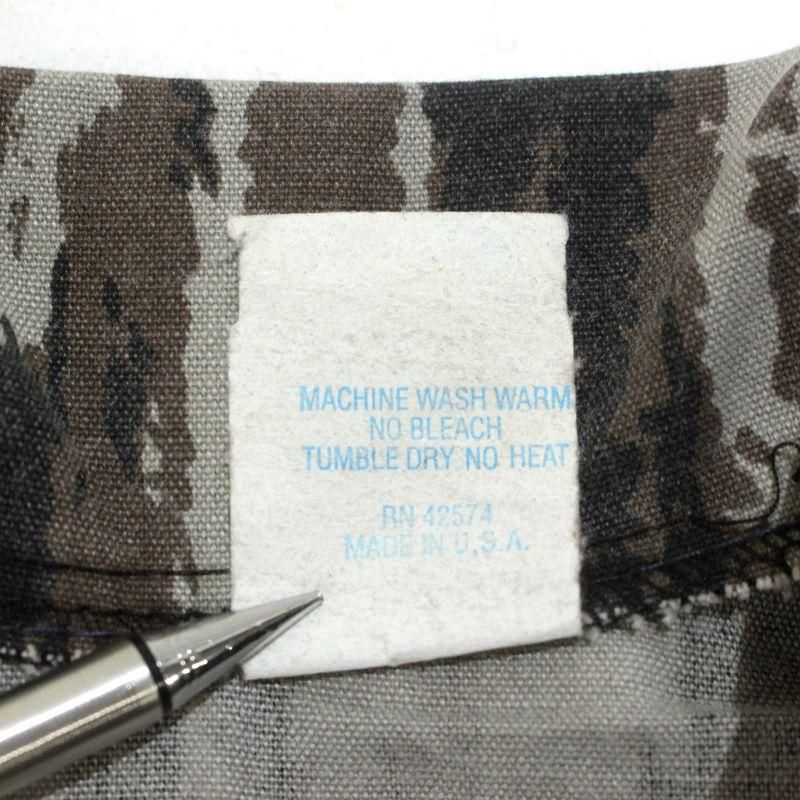 MACHINE WASH WARM
NO BLEACH
TUMBLE DRY NO HEAT
RN 42574
MADE IN U.S.A.